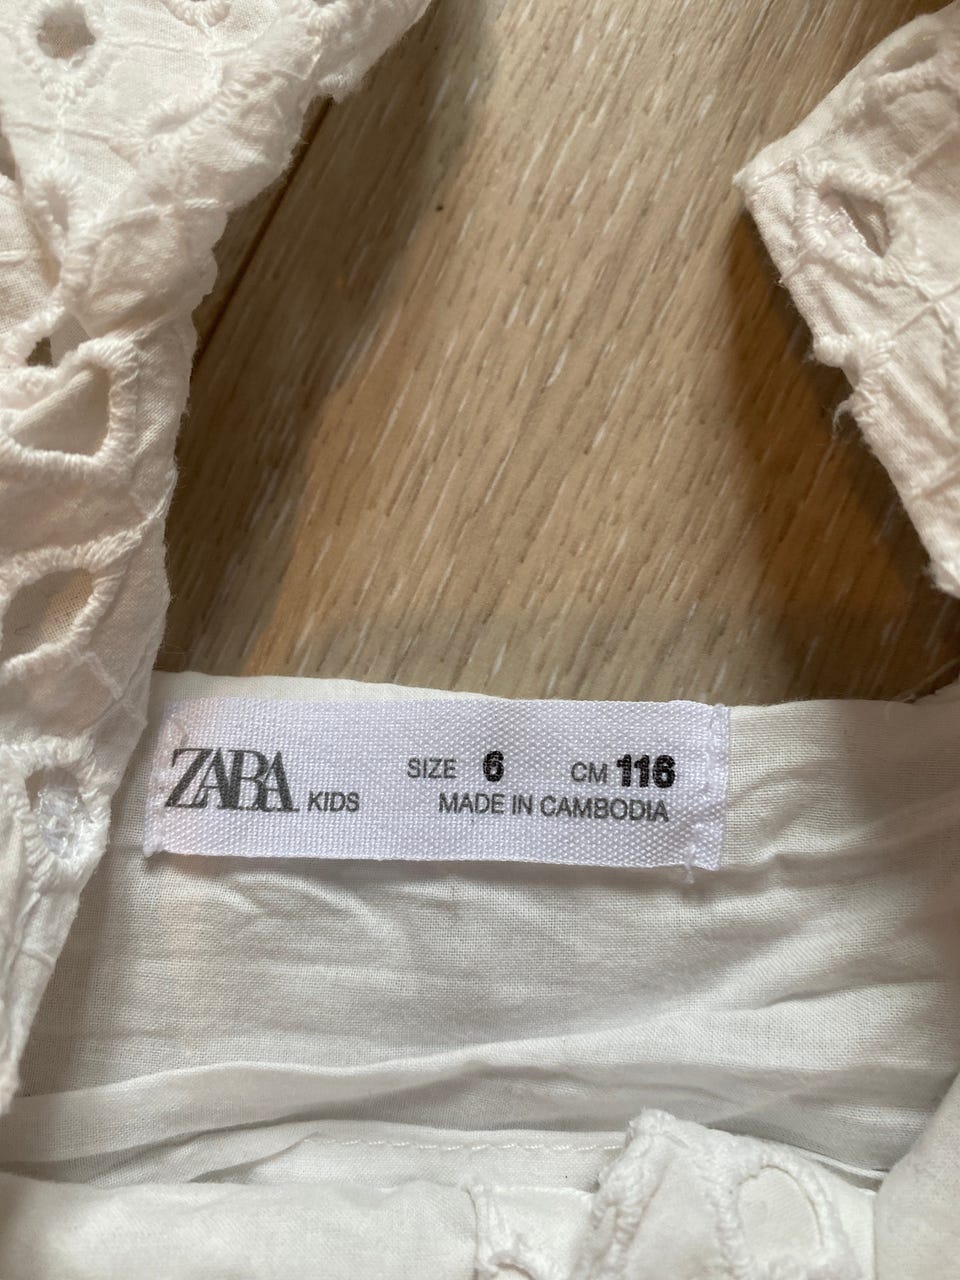 ZARA KIDS SIZE 6 CM 116
MADE IN CAMBODIA